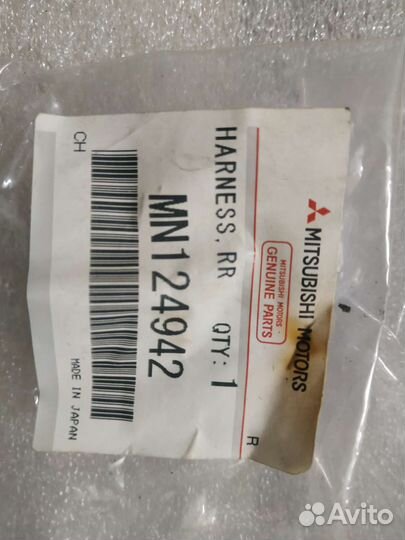 MITSUBISHI MOTORS
MITSUBISHI MOTORS
GENUINE PARTS
HARNESS, RR QTY: 1
R
MN124942
CH
MADE IN JAPAN
Avito